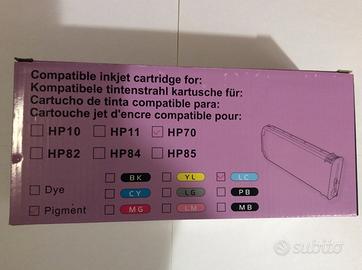 Compatible inkjet cartridge for:
Kompatibele tintenstrahl kartusche für:
Cartucho de tinta compatible para:
Cartouche jet d'encre compatible pour:
HP10 HP11 HP70
HP82 HP84 HP85
BK YL LC
Dye CY LG PB
Pigment MG LM MB
subito